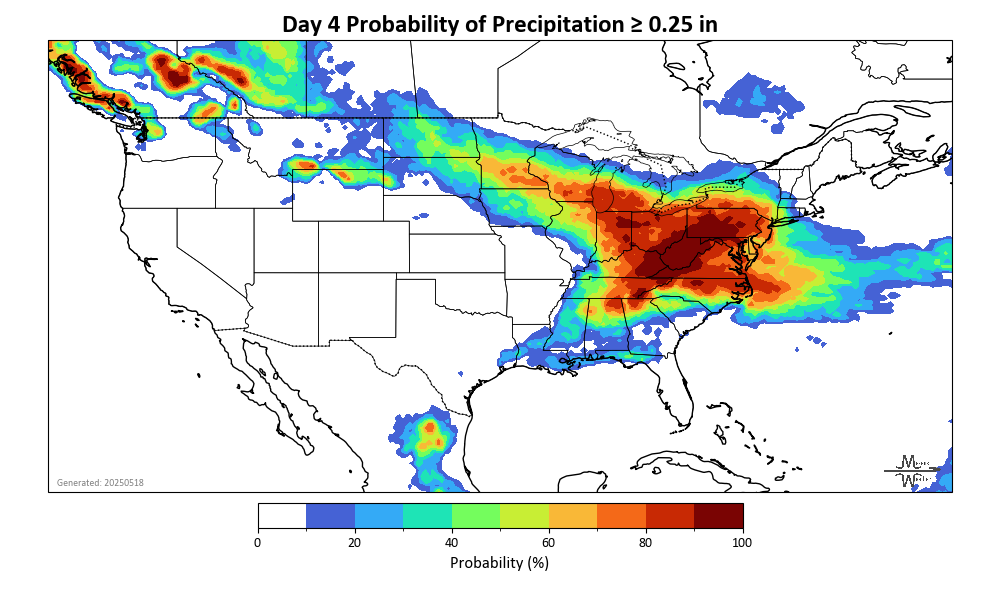 Day 4 Probability of Precipitation ≥ 0.25 in
Generated: 20250518
0 20 40 60 80 100
Probability (%)